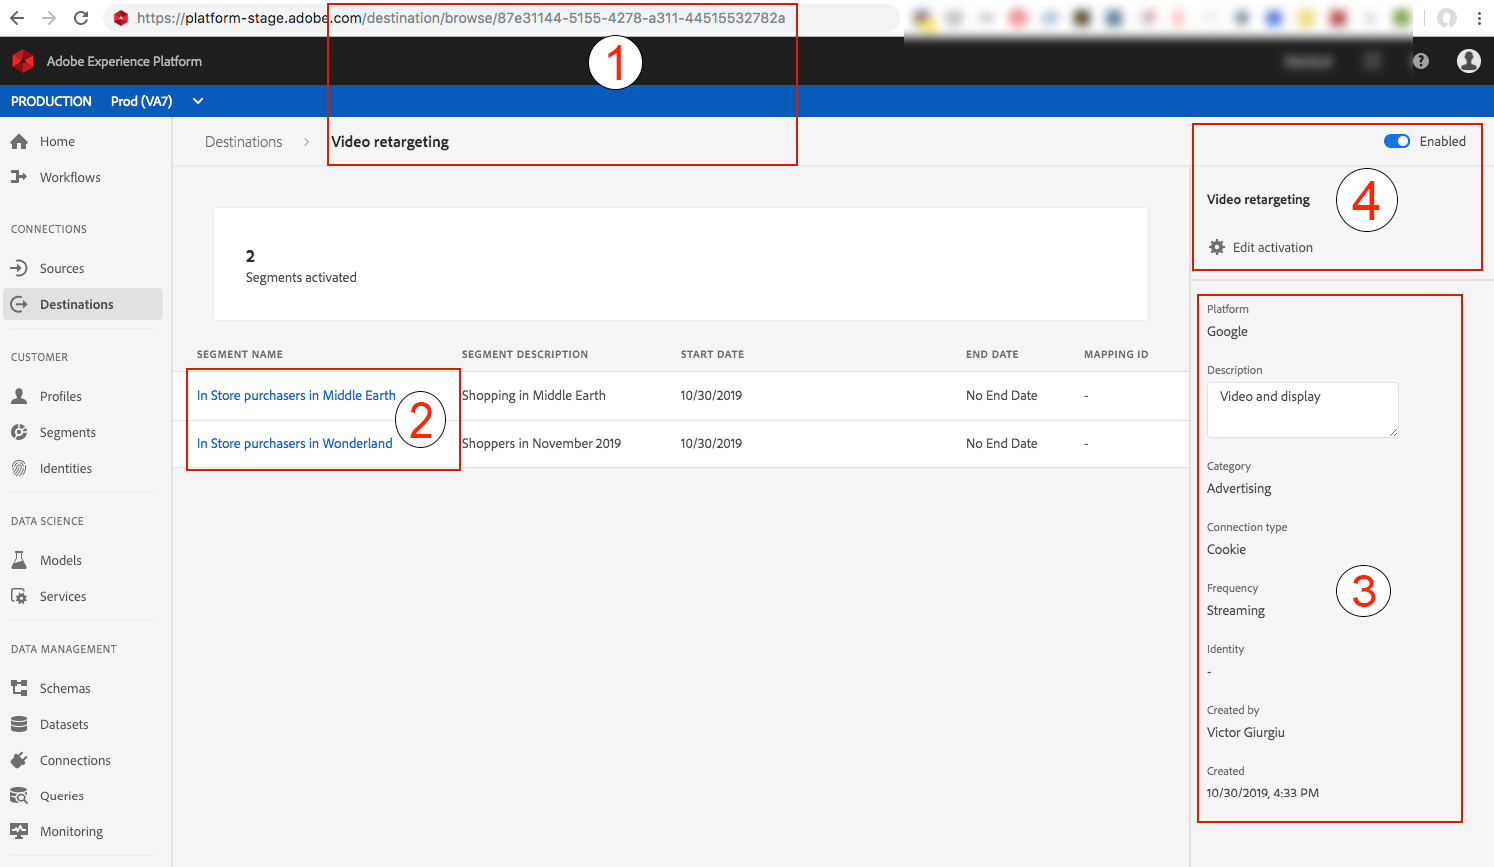 https://platform-stage.adobe.com/destination/browse/87e31144-5155-4278-a311-44515532782a
1
Adobe Experience Platform
PRODUCTION Prod (VA7)
Home
Workflows
CONNECTIONS
Sources
Destinations
CUSTOMER
Profiles
Segments
Identities
DATA SCIENCE
Models
Services
DATA MANAGEMENT
Schemas
Datasets
Connections
Queries
Monitoring
Destinations > Video retargeting
2
Segments activated
SEGMENT NAME SEGMENT DESCRIPTION START DATE END DATE MAPPING ID
In Store purchasers in Middle Earth Shopping in Middle Earth 10/30/2019 No End Date -
2
In Store purchasers in Wonderland Shoppers in November 2019 10/30/2019 No End Date -
Enabled
Video retargeting
4
Edit activation
Platform
Google
Description
Video and display
Category
Advertising
Connection type
Cookie
Frequency
3
Streaming
Identity
-
Created by
Victor Giurgiu
Created
10/30/2019, 4:33 PM